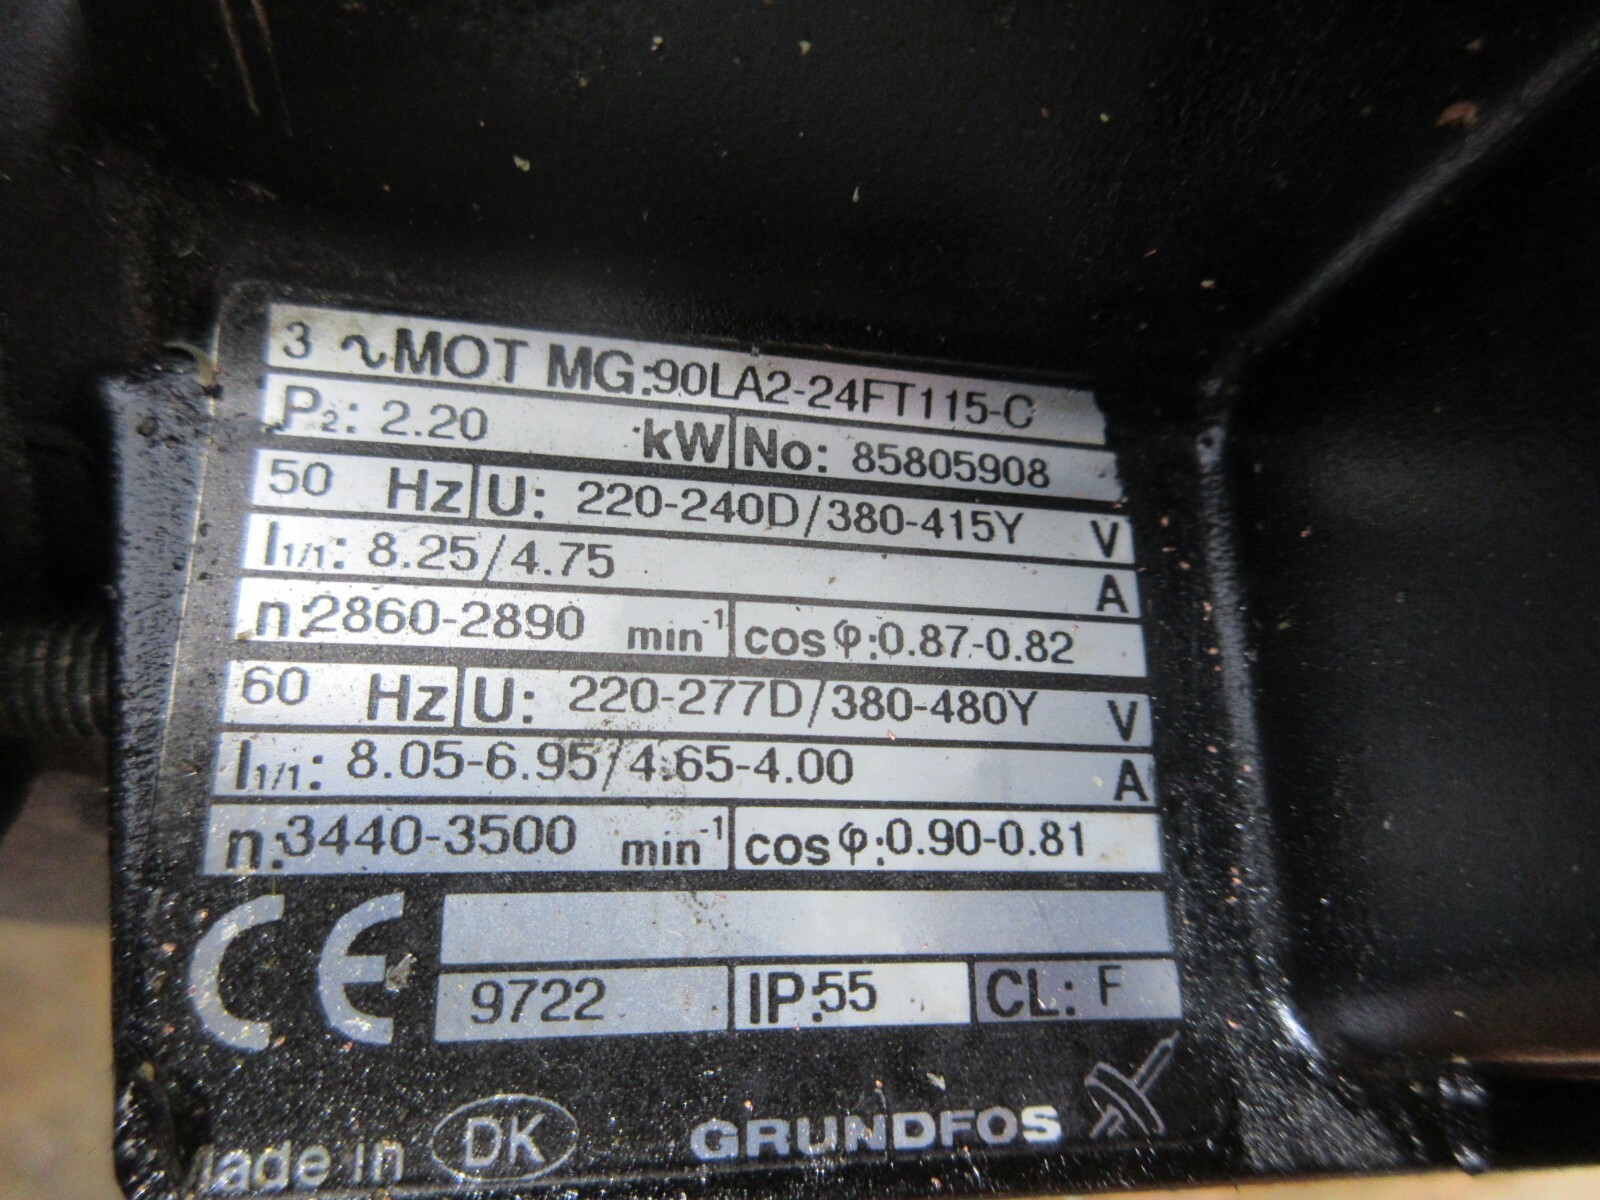 3 ∿MOT MG:90LA2-24FT115-C
P2: 2.20 kW No: 85805908
50 Hz U: 220-240D/380-415Y V
I1/1: 8.25/4.75 A
n:2860-2890 min-1 cosφ:0.87-0.82
60 Hz U: 220-277D/380-480Y V
I1/1: 8.05-6.95/4.65-4.00 A
n:3440-3500 min-1 cosφ:0.90-0.81
CE
9722 IP:55 CL: F
Made in DK GRUNDFOS